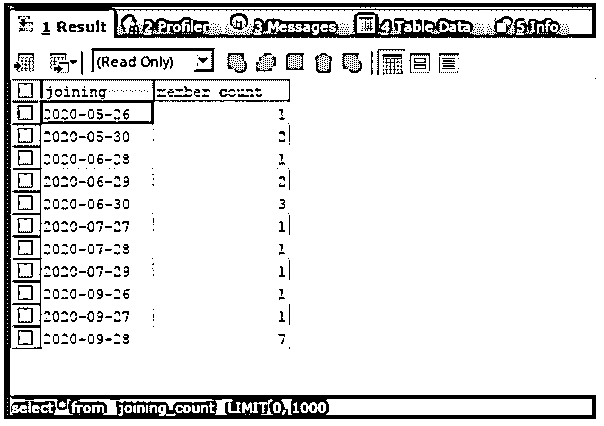 1 Result 2 Profiler 3 Messages 4 Table Data 5 Info
(Read Only)
joining member_count
2020-05-26 1
2020-05-30 2
2020-06-28 1
2020-06-29 2
2020-06-30 3
2020-07-27 1
2020-07-28 1
2020-07-29 1
2020-09-26 1
2020-09-27 1
2020-09-28 7
select * from joining_count LIMIT 0, 1000